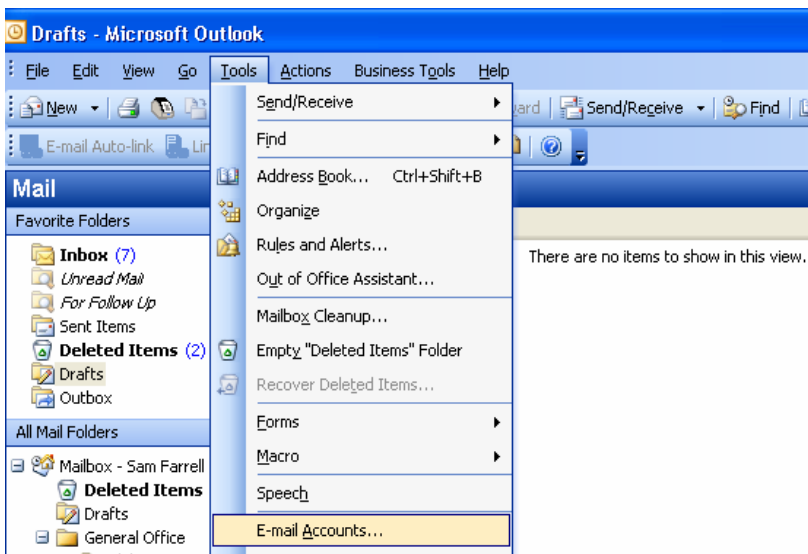 Drafts - Microsoft Outlook
File Edit View Go Tools Actions Business Tools Help
New Send/Receive Find
E-mail Auto-link
Mail
Favorite Folders
Inbox (7)
Unread Mail
For Follow Up
Sent Items
Deleted Items (2)
Drafts
Outbox
All Mail Folders
Mailbox - Sam Farrell
Deleted Items
Drafts
General Office
Send/Receive
Find
Address Book... Ctrl+Shift+B
Organize
Rules and Alerts...
Out of Office Assistant...
Mailbox Cleanup...
Empty "Deleted Items" Folder
Recover Deleted Items...
Forms
Macro
Speech
E-mail Accounts...
There are no items to show in this view.